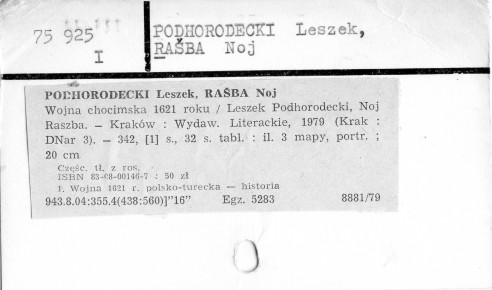 75 925
I
PODHORODECKI Leszek,
RAŠBA Noj
PODHORODECKI Leszek, RAŠBA Noj
Wojna chocimska 1621 roku / Leszek Podhorodecki, Noj
Raszba. — Kraków : Wydaw. Literackie, 1979 (Krak :
DNar 3). — 342, [1] s., 32 s. tabl. : il. 3 mapy, portr. ;
20 cm
Częśc. tł. z ros.
ISBN 83-08-00146-7 : 50 zł
1. Wojna 1621 r. polsko-turecka — historia
943.8.04:355.4(438:560)]"16" Egz. 5283 8881/79